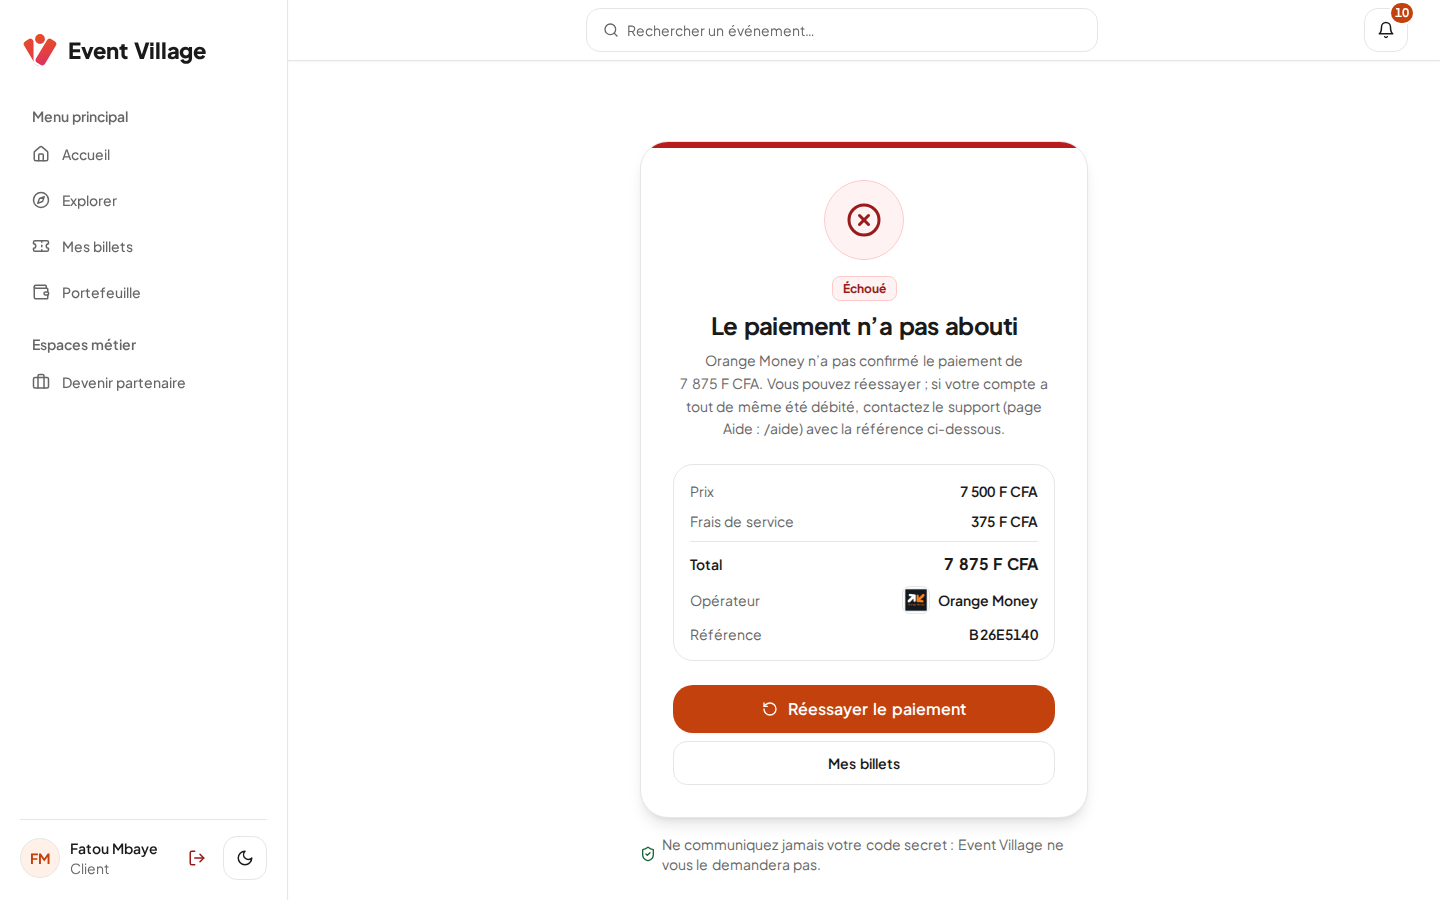 Event Village
Rechercher un événement…
10
Menu principal
Accueil
Explorer
Mes billets
Portefeuille
Espaces métier
Devenir partenaire
FM
Fatou Mbaye
Client
Échoué
Le paiement n’a pas abouti
Orange Money n’a pas confirmé le paiement de
7 875 F CFA. Vous pouvez réessayer ; si votre compte a
tout de même été débité, contactez le support (page
Aide : /aide) avec la référence ci-dessous.
Prix 7 500 F CFA
Frais de service 375 F CFA
Total 7 875 F CFA
Opérateur Orange Money
Référence B26E5140
Réessayer le paiement
Mes billets
Ne communiquez jamais votre code secret : Event Village ne
vous le demandera pas.